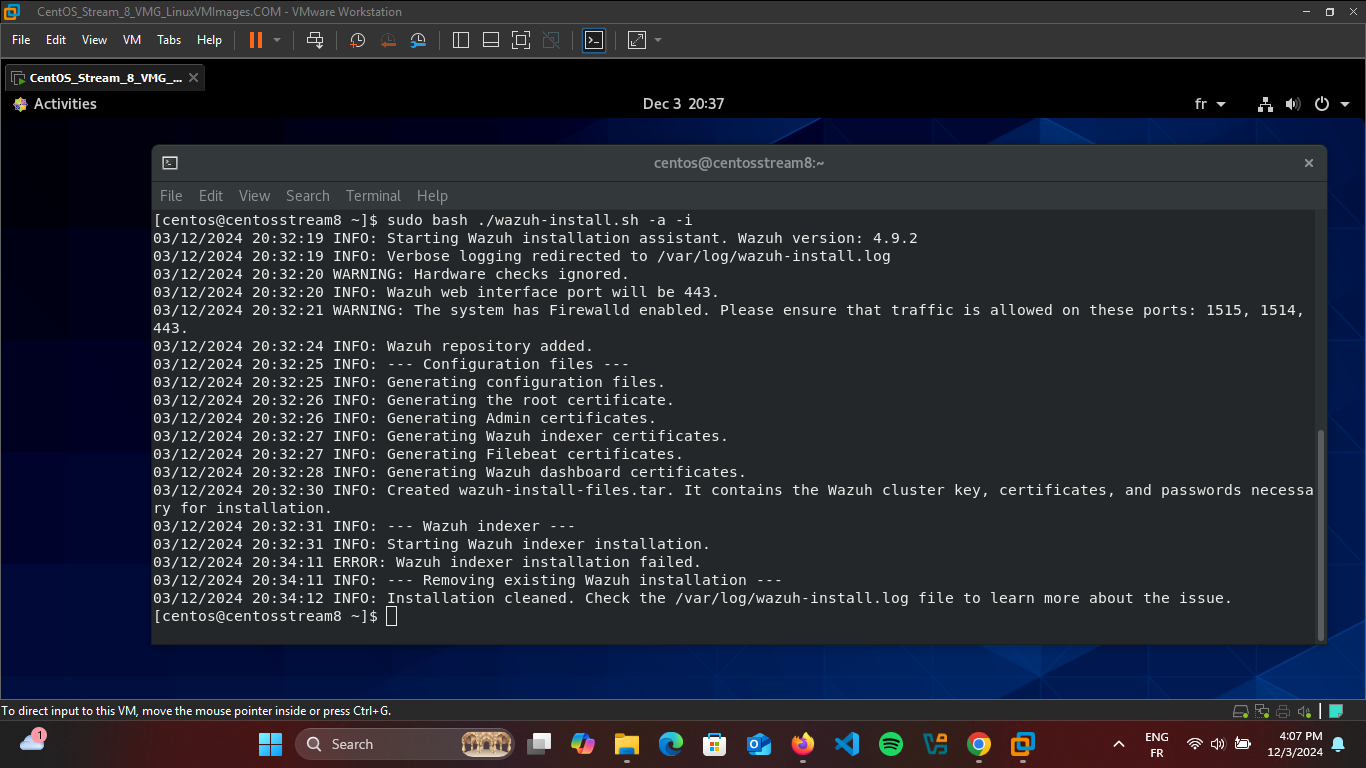 CentOS_Stream_8_VMG_LinuxVMImages.COM - VMware Workstation
File Edit View VM Tabs Help
CentOS_Stream_8_VMG_...
Activities
Dec 3 20:37
fr
centos@centosstream8:~
File Edit View Search Terminal Help
[centos@centosstream8 ~]$ sudo bash ./wazuh-install.sh -a -i
03/12/2024 20:32:19 INFO: Starting Wazuh installation assistant. Wazuh version: 4.9.2
03/12/2024 20:32:19 INFO: Verbose logging redirected to /var/log/wazuh-install.log
03/12/2024 20:32:20 WARNING: Hardware checks ignored.
03/12/2024 20:32:20 INFO: Wazuh web interface port will be 443.
03/12/2024 20:32:21 WARNING: The system has Firewalld enabled. Please ensure that traffic is allowed on these ports: 1515, 1514,
443.
03/12/2024 20:32:24 INFO: Wazuh repository added.
03/12/2024 20:32:25 INFO: --- Configuration files ---
03/12/2024 20:32:25 INFO: Generating configuration files.
03/12/2024 20:32:26 INFO: Generating the root certificate.
03/12/2024 20:32:26 INFO: Generating Admin certificates.
03/12/2024 20:32:27 INFO: Generating Wazuh indexer certificates.
03/12/2024 20:32:27 INFO: Generating Filebeat certificates.
03/12/2024 20:32:28 INFO: Generating Wazuh dashboard certificates.
03/12/2024 20:32:30 INFO: Created wazuh-install-files.tar. It contains the Wazuh cluster key, certificates, and passwords necessa
ry for installation.
03/12/2024 20:32:31 INFO: --- Wazuh indexer ---
03/12/2024 20:32:31 INFO: Starting Wazuh indexer installation.
03/12/2024 20:34:11 ERROR: Wazuh indexer installation failed.
03/12/2024 20:34:11 INFO: --- Removing existing Wazuh installation ---
03/12/2024 20:34:12 INFO: Installation cleaned. Check the /var/log/wazuh-install.log file to learn more about the issue.
[centos@centosstream8 ~]$
To direct input to this VM, move the mouse pointer inside or press Ctrl+G.
1
Search
ENG
FR
4:07 PM
12/3/2024